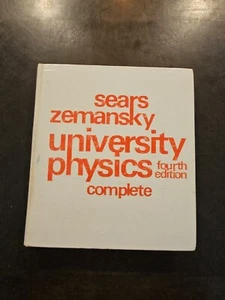 sears
zemansky
university
physics fourth edition
complete